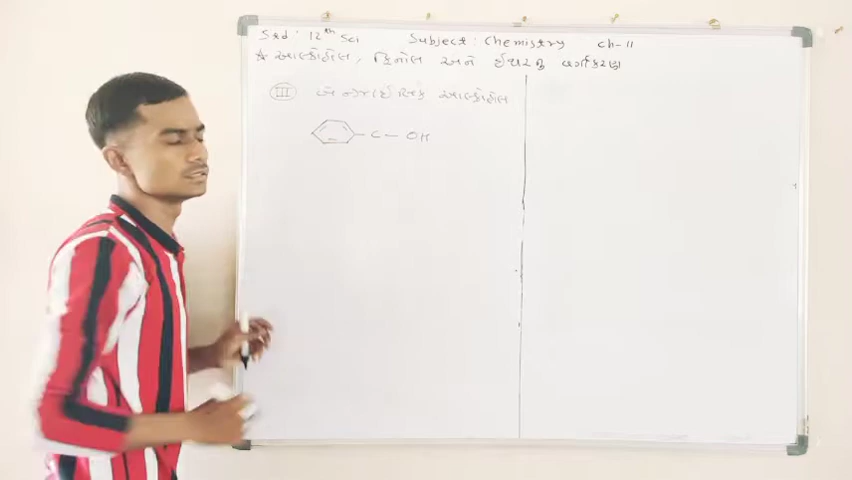 Std : 12th Sci Subject : Chemistry ch-11
* આલ્કોહોલ, ફિનોલ અને ઈથરનુ વર્ગીકરણ
III બેન્ઝાઈલિક આલ્કોહોલ
C — OH